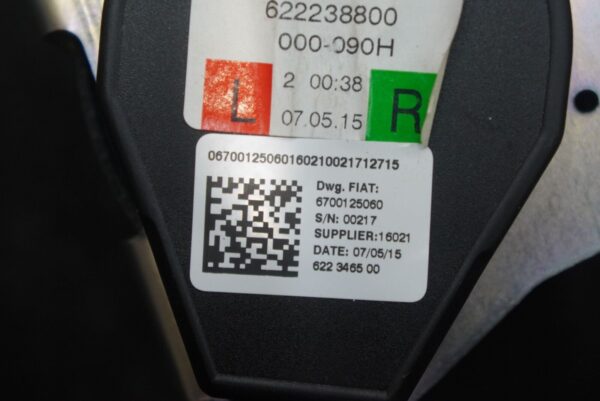 622238800
000-090H
L
2 00:38
07.05.15
R
06700125060160210021712715
Dwg. FIAT:
6700125060
S/N: 00217
SUPPLIER:16021
DATE: 07/05/15
622 3465 00